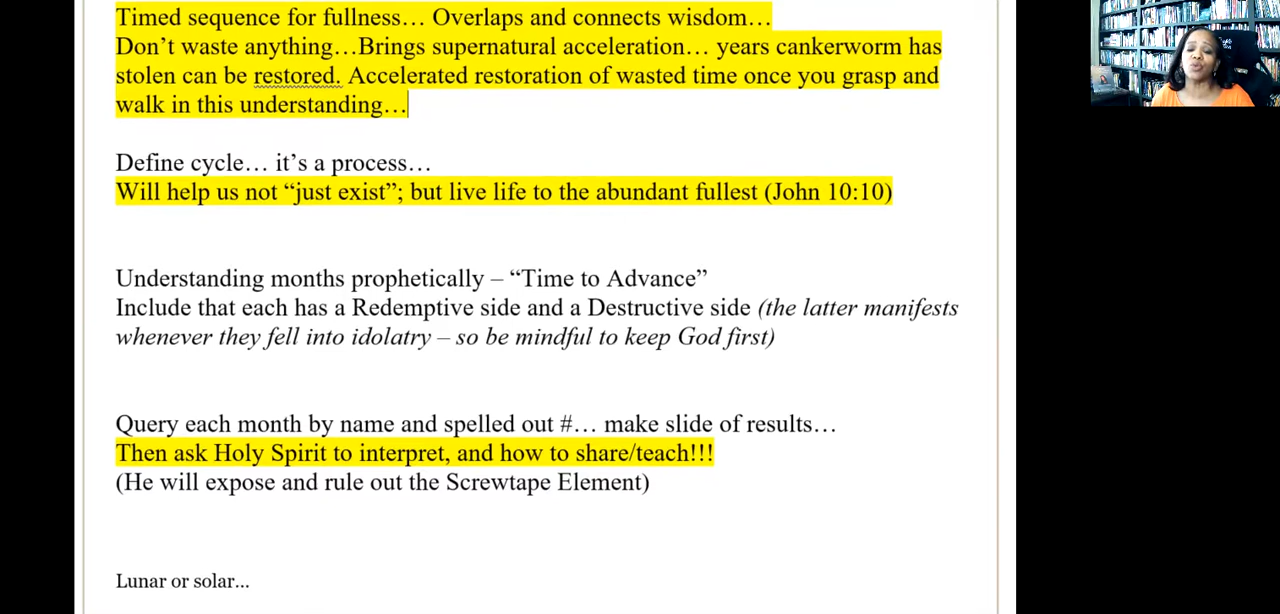 Timed sequence for fullness… Overlaps and connects wisdom…
Don’t waste anything…Brings supernatural acceleration… years cankerworm has
stolen can be restored. Accelerated restoration of wasted time once you grasp and
walk in this understanding…
Define cycle… it’s a process…
Will help us not “just exist”; but live life to the abundant fullest (John 10:10)
Understanding months prophetically – “Time to Advance”
Include that each has a Redemptive side and a Destructive side (the latter manifests
whenever they fell into idolatry – so be mindful to keep God first)
Query each month by name and spelled out #… make slide of results…
Then ask Holy Spirit to interpret, and how to share/teach!!!
(He will expose and rule out the Screwtape Element)
Lunar or solar...